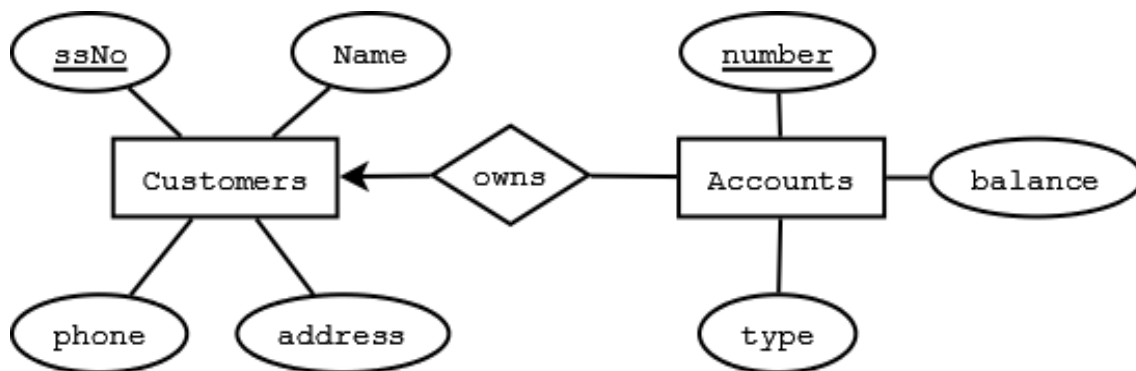 ssNo
Name
number
Customers
owns
Accounts
balance
phone
address
type